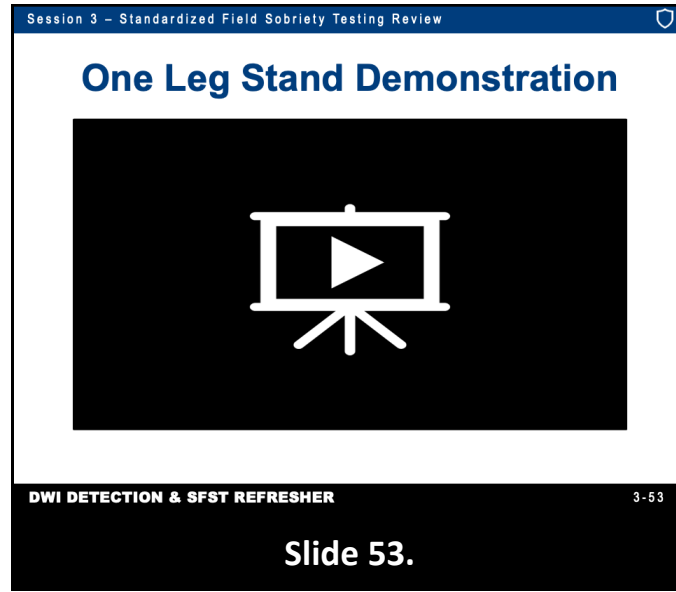 Session 3 – Standardized Field Sobriety Testing Review
One Leg Stand Demonstration
DWI DETECTION & SFST REFRESHER
3-53
Slide 53.